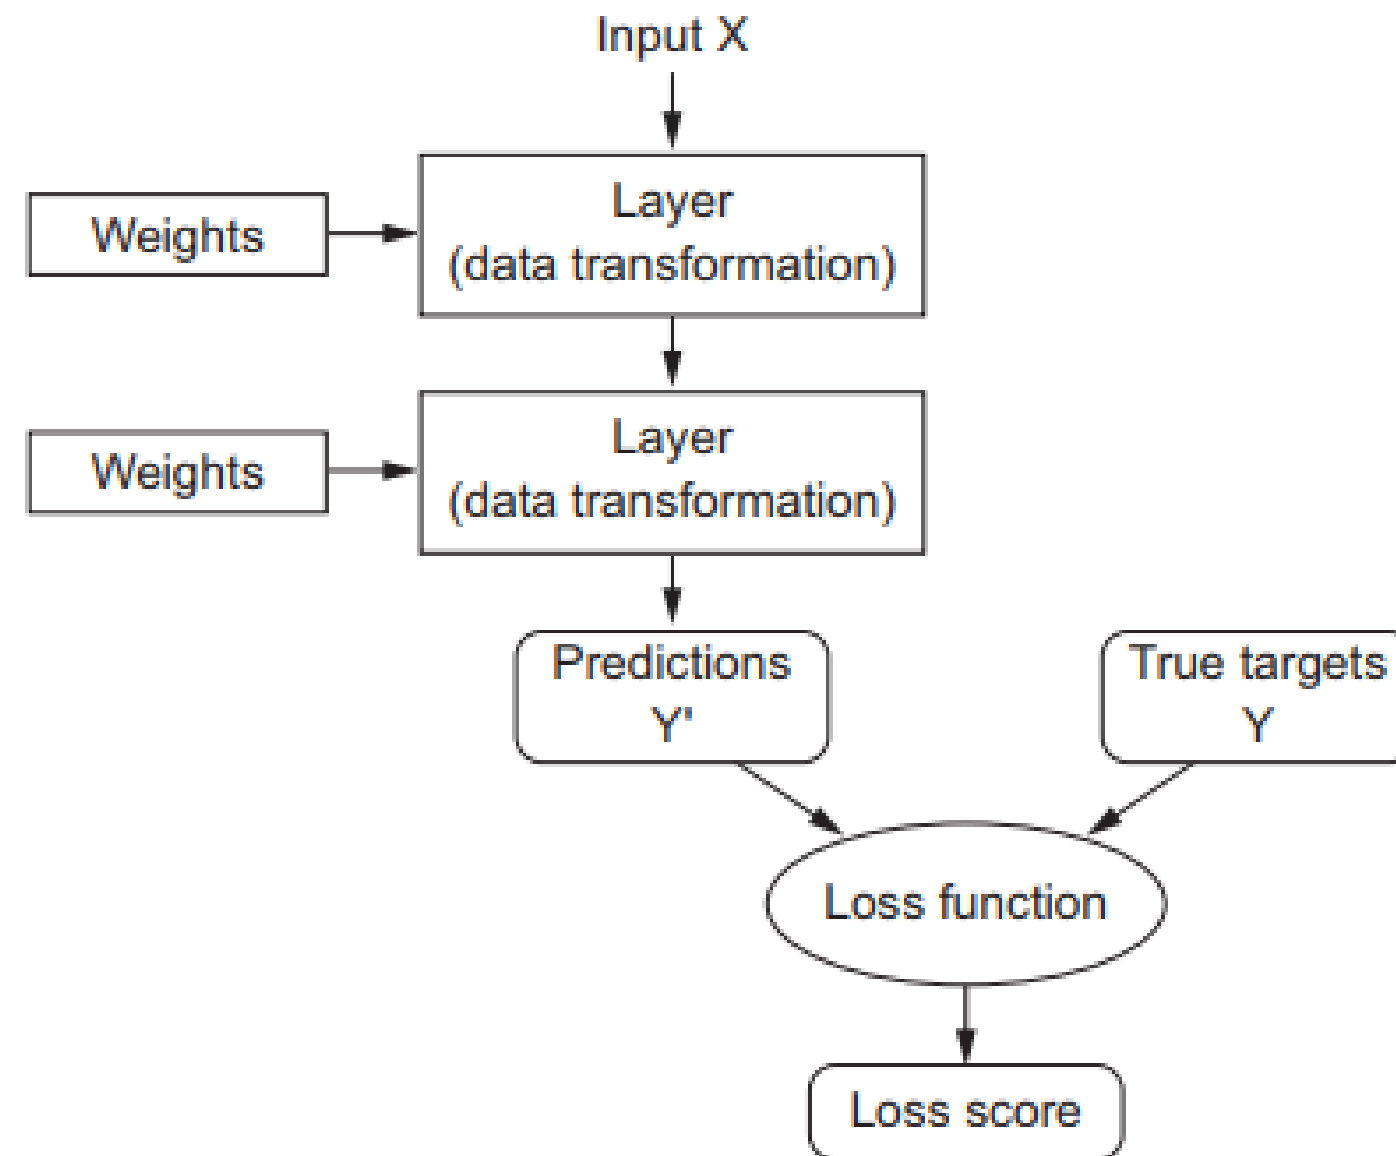 Input X
Weights
Layer
(data transformation)
Weights
Layer
(data transformation)
Predictions
Y'
True targets
Y
Loss function
Loss score